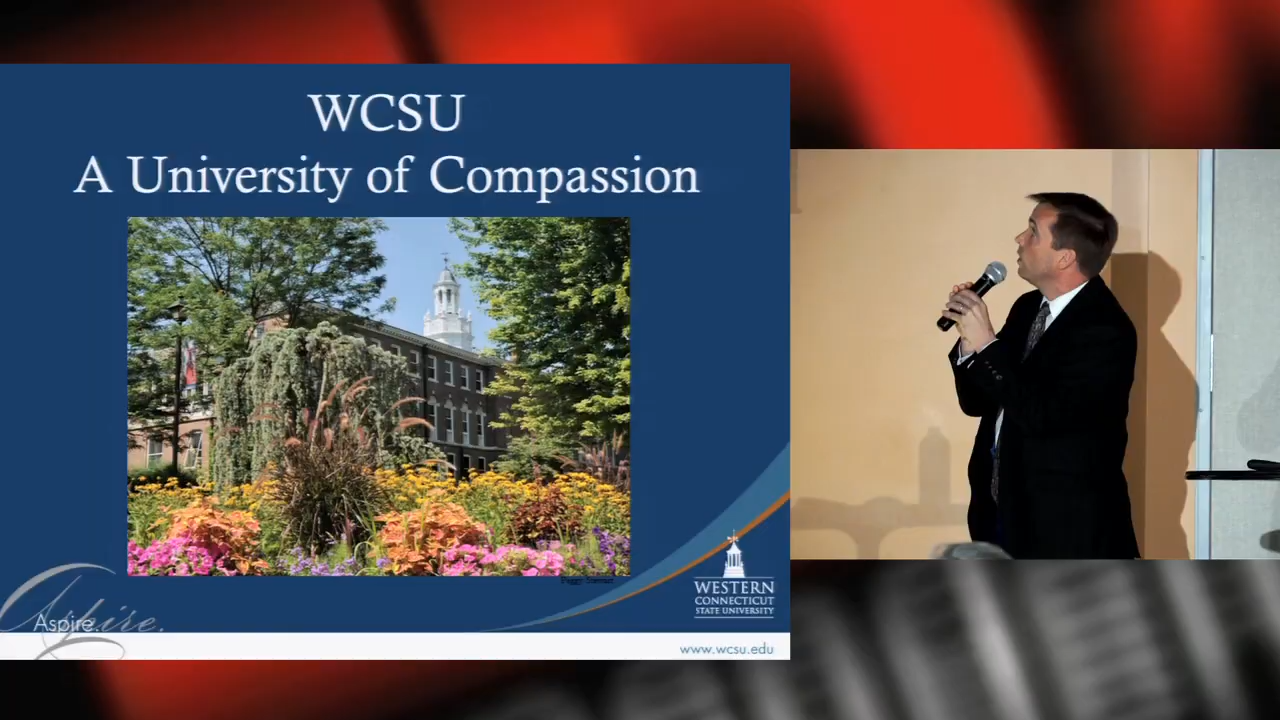 WCSU
A University of Compassion
Aspire.
WESTERN
CONNECTICUT
STATE UNIVERSITY
www.wcsu.edu